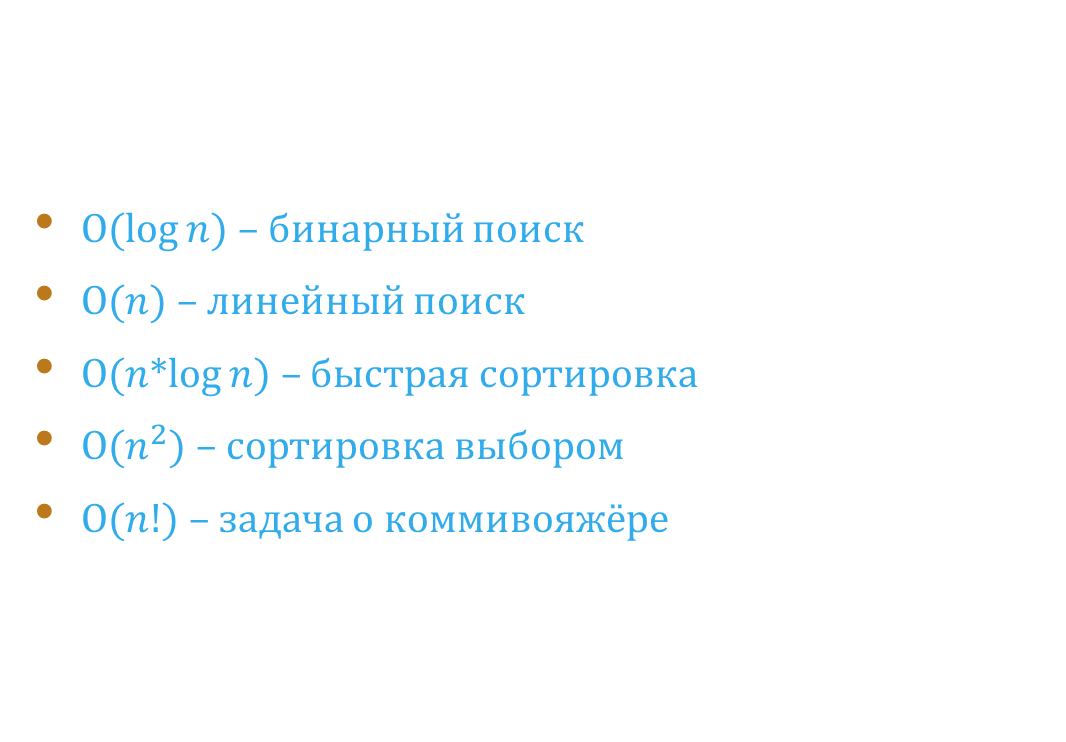 • O(log n) – бинарный поиск
• O(n) – линейный поиск
• O(n*log n) – быстрая сортировка
• O(n²) – сортировка выбором
• O(n!) – задача о коммивояжёре